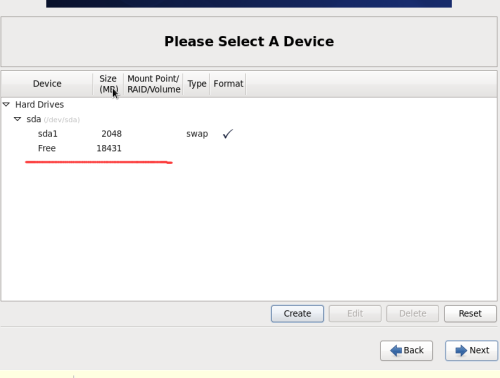 Please Select A Device
Device
Size
(MB)
Mount Point/
RAID/Volume
Type
Format
Hard Drives
sda (/dev/sda)
sda1 2048 swap
Free 18431
Create
Edit
Delete
Reset
Back
Next